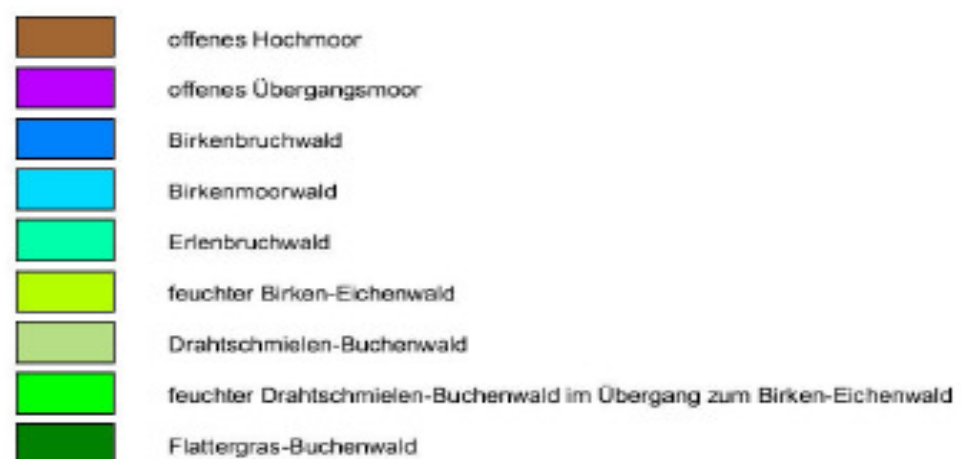 offenes Hochmoor
offenes Übergangsmoor
Birkenbruchwald
Birkenmoorwald
Erlenbruchwald
feuchter Birken-Eichenwald
Drahtschmielen-Buchenwald
feuchter Drahtschmielen-Buchenwald im Übergang zum Birken-Eichenwald
Flattergras-Buchenwald